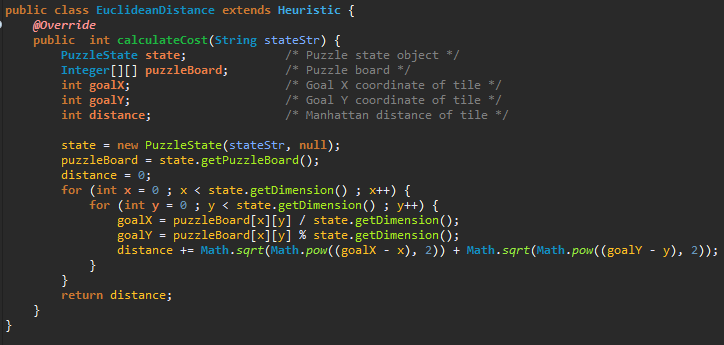 public class EuclideanDistance extends Heuristic {
@Override
public  int calculateCost(String stateStr) {
PuzzleState state;              /* Puzzle state object */
Integer[][] puzzleBoard;        /* Puzzle board */
int goalX;                      /* Goal X coordinate of tile */
int goalY;                      /* Goal Y coordinate of tile */
int distance;                   /* Manhattan distance of tile */
state = new PuzzleState(stateStr, null);
puzzleBoard = state.getPuzzleBoard();
distance = 0;
for (int x = 0 ; x < state.getDimension() ; x++) {
for (int y = 0 ; y < state.getDimension() ; y++) {
goalX = puzzleBoard[x][y] / state.getDimension();
goalY = puzzleBoard[x][y] % state.getDimension();
distance += Math.sqrt(Math.pow((goalX - x), 2)) + Math.sqrt(Math.pow((goalY - y), 2));
}
}
return distance;
}
}